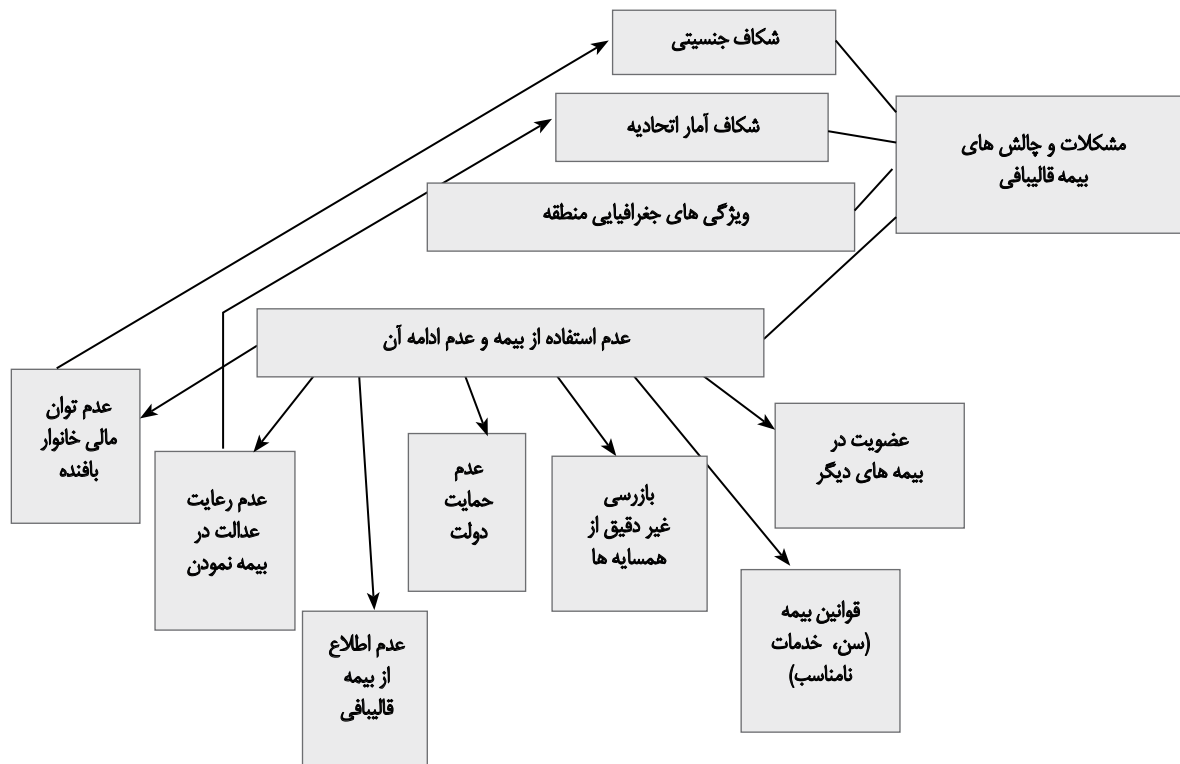 شکاف جنسیتی
شکاف آمار اتحادیه
مشکلات و چالش های
بیمه قالیبافی
ویژگی های جغرافیایی منطقه
عدم استفاده از بیمه و عدم ادامه آن
عضویت در
بیمه های دیگر
قوانین بیمه
(سن، خدمات
نامناسب)
بازرسی
غیر دقیق از
همسایه ها
عدم
حمایت
دولت
عدم اطلاع
از بیمه
قالیبافی
عدم رعایت
عدالت در
بیمه نمودن
عدم توان
مالی خانوار
بافنده